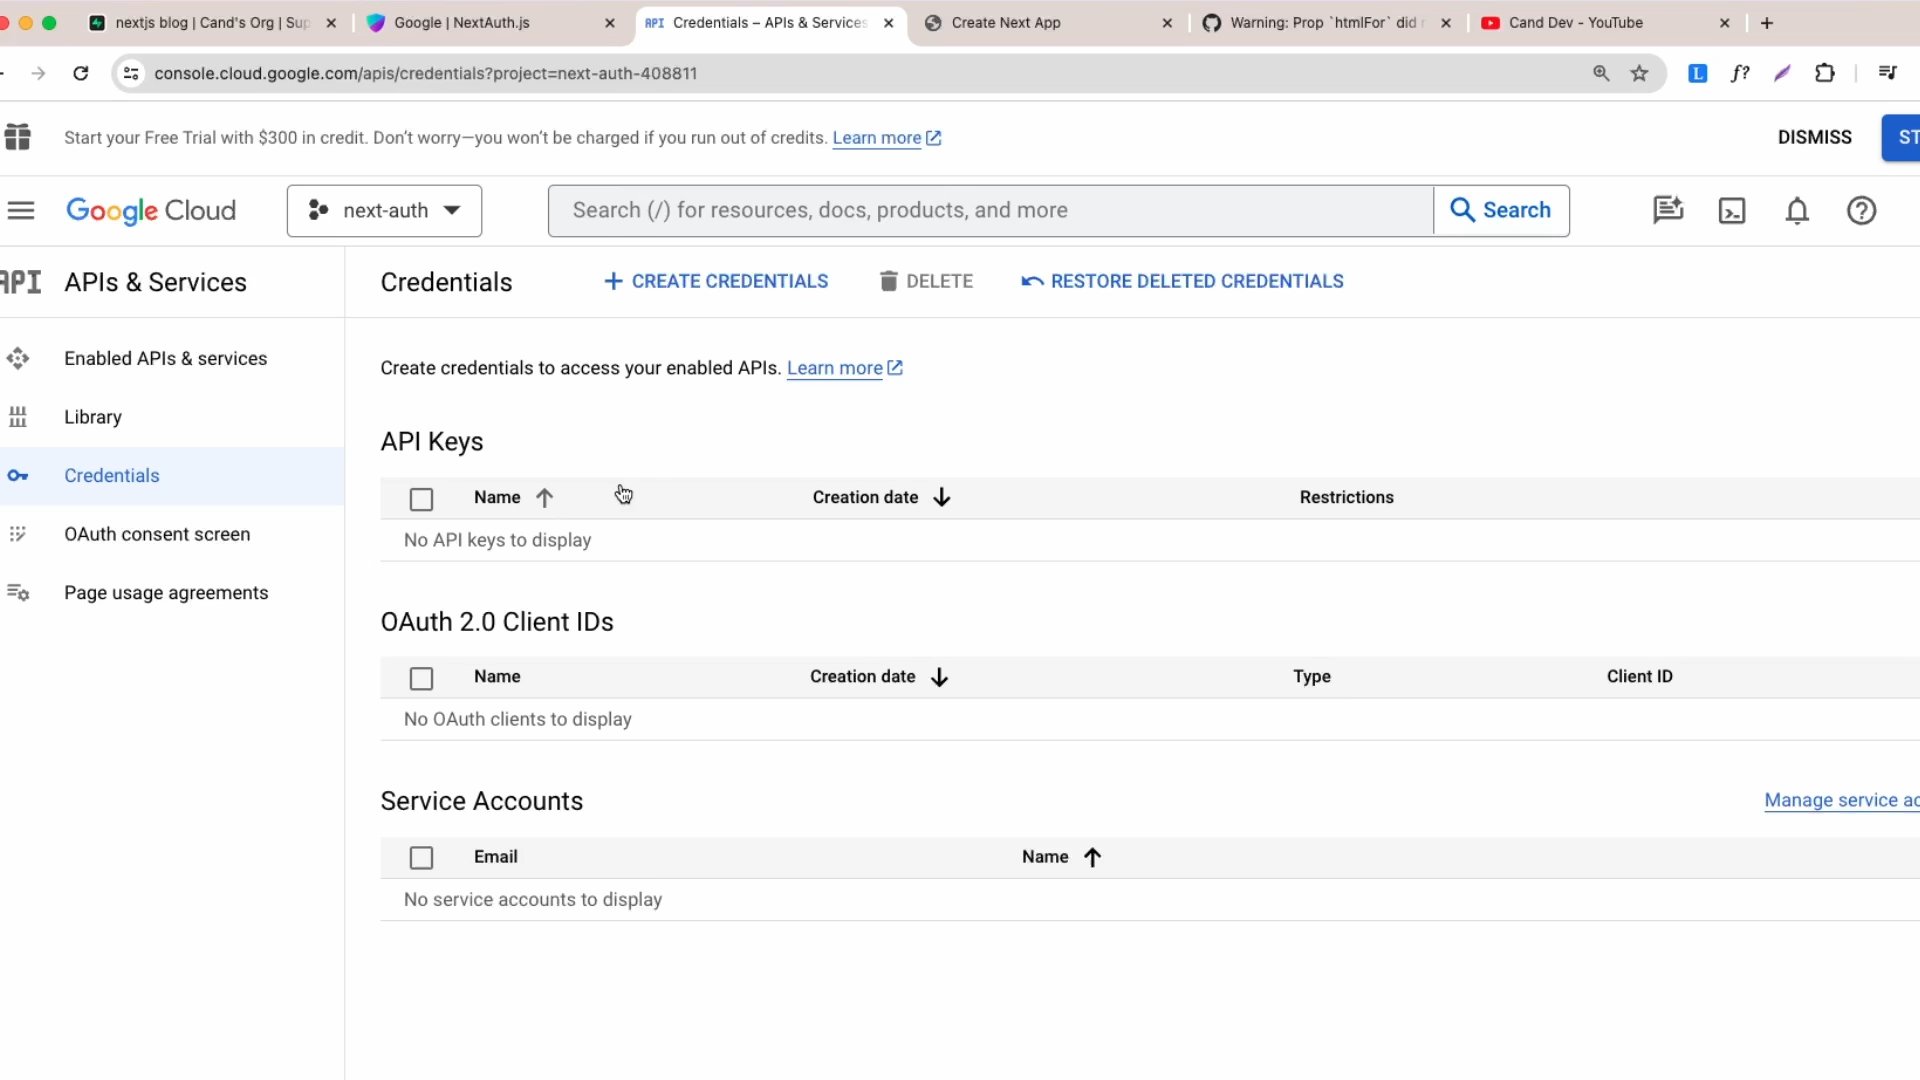 nextjs blog | Cand's Org | Sup
Google | NextAuth.js
API Credentials – APIs & Services
Create Next App
Warning: Prop `htmlFor` did n
Cand Dev - YouTube
console.cloud.google.com/apis/credentials?project=next-auth-408811
L
f?
Start your Free Trial with $300 in credit. Don't worry—you won't be charged if you run out of credits. Learn more
DISMISS
ST
Google Cloud
next-auth
Search (/) for resources, docs, products, and more
Search
API APIs & Services
Credentials
+ CREATE CREDENTIALS
DELETE
RESTORE DELETED CREDENTIALS
Enabled APIs & services
Library
Credentials
OAuth consent screen
Page usage agreements
Create credentials to access your enabled APIs. Learn more
API Keys
Name
Creation date
Restrictions
No API keys to display
OAuth 2.0 Client IDs
Name
Creation date
Type
Client ID
No OAuth clients to display
Service Accounts
Manage service ac
Email
Name
No service accounts to display